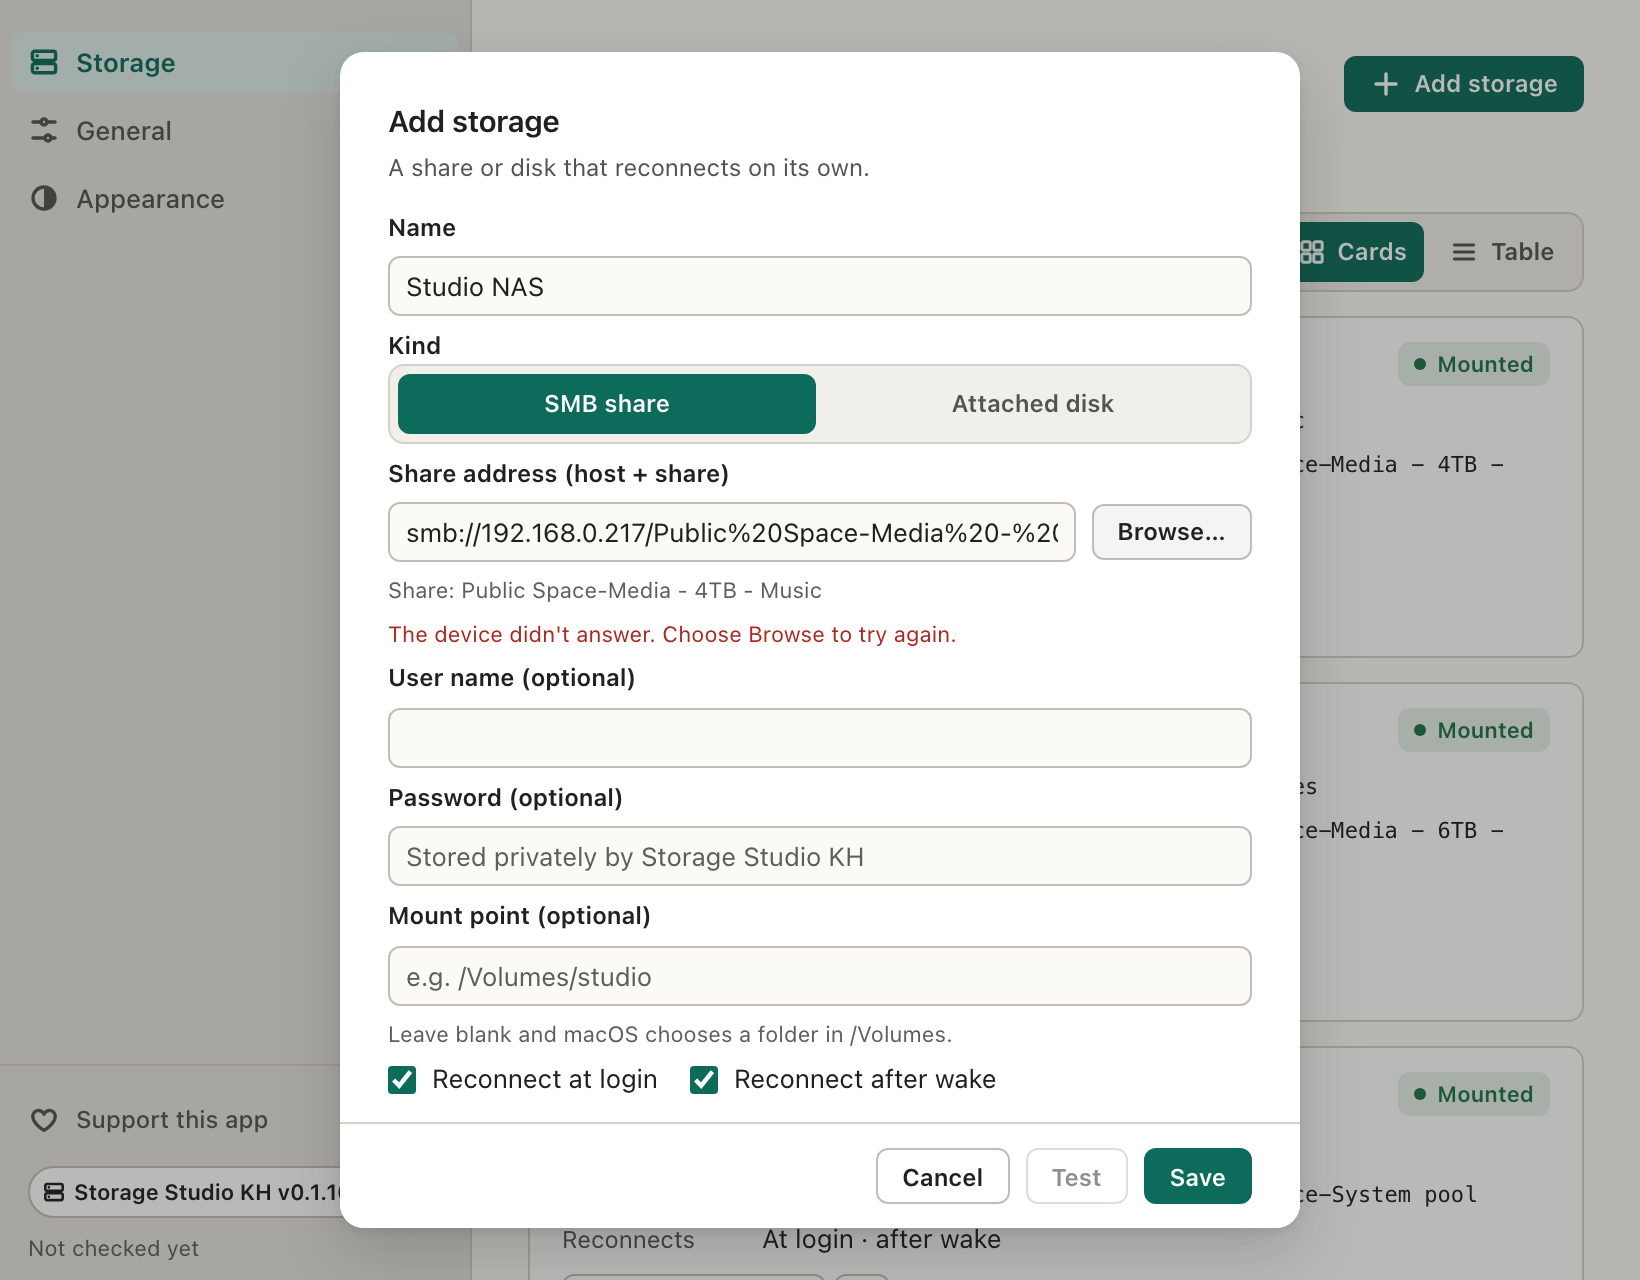 Storage
General
Appearance
Add storage
Cards
Table
Add storage
A share or disk that reconnects on its own.
Name
Studio NAS
Kind
SMB share
Attached disk
Share address (host + share)
smb://192.168.0.217/Public%20Space-Media%20-%20
Browse...
Share: Public Space-Media - 4TB - Music
The device didn't answer. Choose Browse to try again.
User name (optional)
Password (optional)
Stored privately by Storage Studio KH
Mount point (optional)
e.g. /Volumes/studio
Leave blank and macOS chooses a folder in /Volumes.
Reconnect at login
Reconnect after wake
Cancel
Test
Save
Mounted
-Media - 4TB -
Mounted
-Media - 6TB -
Mounted
-System pool
Reconnects
At login · after wake
Support this app
Storage Studio KH v0.1.1
Not checked yet